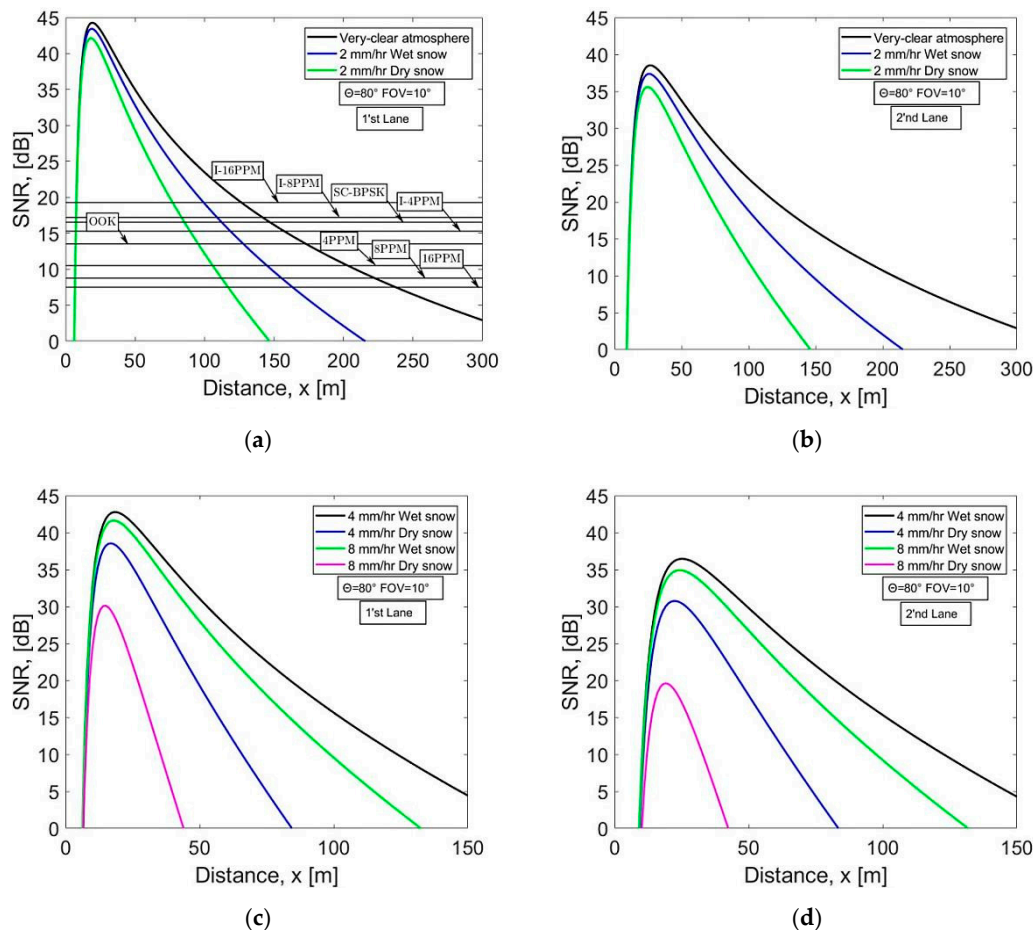 45
40
35
30
25
20
15
10
5
0
SNR, [dB]
Very-clear atmosphere
2 mm/hr Wet snow
2 mm/hr Dry snow
Θ=80° FOV=10°
1'st Lane
I-16PPM
I-8PPM
SC-BPSK
I-4PPM
OOK
4PPM
8PPM
16PPM
0 50 100 150 200 250 300
Distance, x [m]
(a)
45
40
35
30
25
20
15
10
5
0
SNR, [dB]
Very-clear atmosphere
2 mm/hr Wet snow
2 mm/hr Dry snow
Θ=80° FOV=10°
2'nd Lane
0 50 100 150 200 250 300
Distance, x [m]
(b)
45
40
35
30
25
20
15
10
5
0
SNR, [dB]
4 mm/hr Wet snow
4 mm/hr Dry snow
8 mm/hr Wet snow
8 mm/hr Dry snow
Θ=80° FOV=10°
1'st Lane
0 50 100 150
Distance, x [m]
(c)
45
40
35
30
25
20
15
10
5
0
SNR, [dB]
4 mm/hr Wet snow
4 mm/hr Dry snow
8 mm/hr Wet snow
8 mm/hr Dry snow
Θ=80° FOV=10°
2'nd Lane
0 50 100 150
Distance, x [m]
(d)